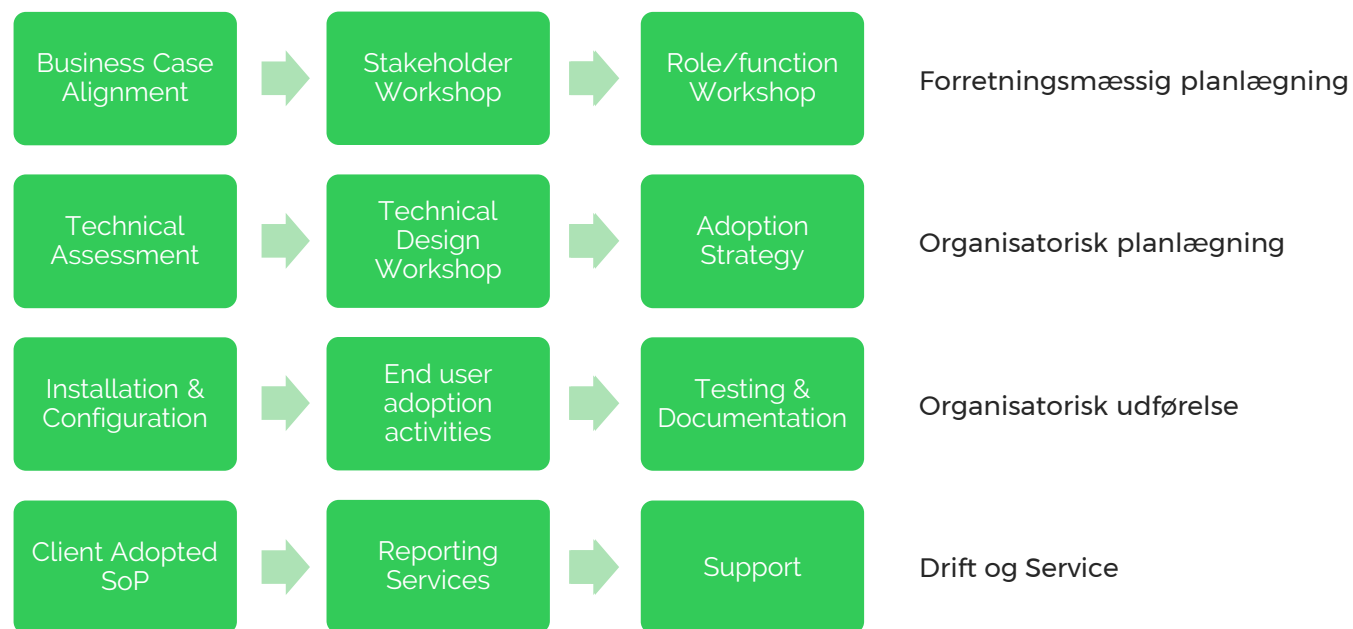 Business Case
Alignment
Stakeholder
Workshop
Role/function
Workshop
Forretningsmæssig planlægning
Technical
Assessment
Technical
Design
Workshop
Adoption
Strategy
Organisatorisk planlægning
Installation &
Configuration
End user
adoption
activities
Testing &
Documentation
Organisatorisk udførelse
Client Adopted
SoP
Reporting
Services
Support
Drift og Service